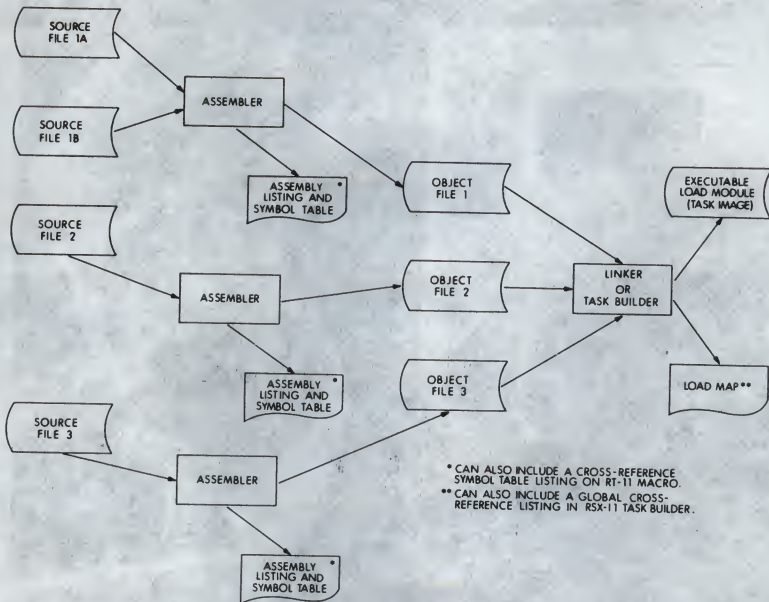 SOURCE
FILE 1A
SOURCE
FILE 1B
ASSEMBLER
ASSEMBLY *
LISTING AND
SYMBOL TABLE
OBJECT
FILE 1
EXECUTABLE
LOAD MODULE
(TASK IMAGE)
SOURCE
FILE 2
ASSEMBLER
OBJECT
FILE 2
LINKER
OR
TASK BUILDER
ASSEMBLY *
LISTING AND
SYMBOL TABLE
OBJECT
FILE 3
LOAD MAP **
SOURCE
FILE 3
ASSEMBLER
ASSEMBLY *
LISTING AND
SYMBOL TABLE
* CAN ALSO INCLUDE A CROSS-REFERENCE
SYMBOL TABLE LISTING ON RT-11 MACRO.
** CAN ALSO INCLUDE A GLOBAL CROSS-
REFERENCE LISTING IN RSX-11 TASK BUILDER.